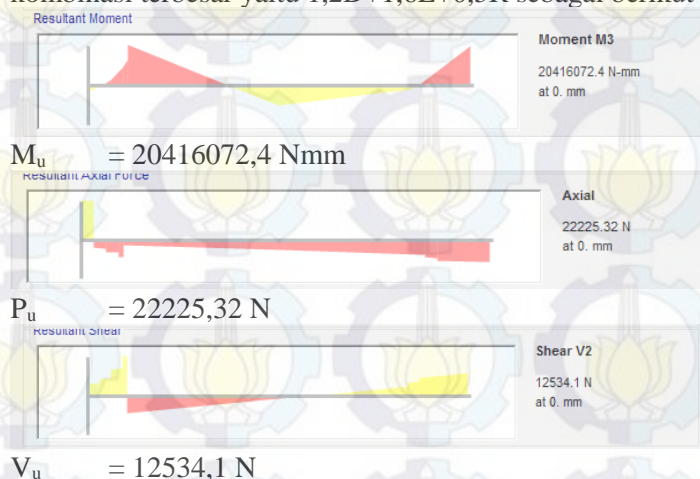 kombinasi terbesar yaitu 1,2D+1,6L+0,5R sebagai berikut
Resultant Moment
Moment M3
20416072.4 N-mm
at 0. mm
Mu = 20416072,4 Nmm
Resultant Axial Force
Axial
22225.32 N
at 0. mm
Pu = 22225,32 N
Resultant Shear
Shear V2
12534.1 N
at 0. mm
Vu = 12534,1 N